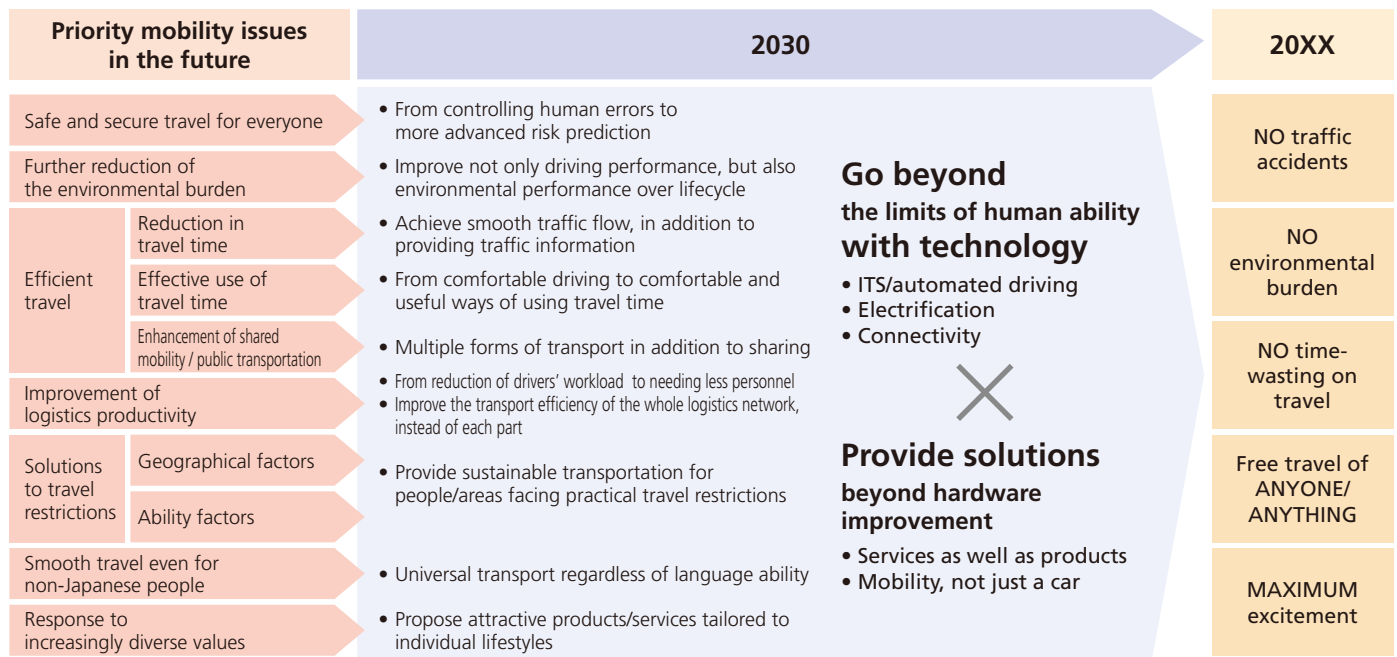 Priority mobility issues
in the future
2030
20XX
Safe and secure travel for everyone
Further reduction of
the environmental burden
Efficient
travel
Reduction in
travel time
Effective use of
travel time
Enhancement of shared
mobility / public transportation
Improvement of
logistics productivity
Solutions
to travel
restrictions
Geographical factors
Ability factors
Smooth travel even for
non-Japanese people
Response to
increasingly diverse values
• From controlling human errors to
more advanced risk prediction
• Improve not only driving performance, but also
environmental performance over lifecycle
• Achieve smooth traffic flow, in addition to
providing traffic information
• From comfortable driving to comfortable and
useful ways of using travel time
• Multiple forms of transport in addition to sharing
• From reduction of drivers’ workload to needing less personnel
• Improve the transport efficiency of the whole logistics network,
instead of each part
• Provide sustainable transportation for
people/areas facing practical travel restrictions
• Universal transport regardless of language ability
• Propose attractive products/services tailored to
individual lifestyles
Go beyond
the limits of human ability
with technology
• ITS/automated driving
• Electrification
• Connectivity
Provide solutions
beyond hardware
improvement
• Services as well as products
• Mobility, not just a car
NO traffic
accidents
NO
environmental
burden
NO time-
wasting on
travel
Free travel of
ANYONE/
ANYTHING
MAXIMUM
excitement